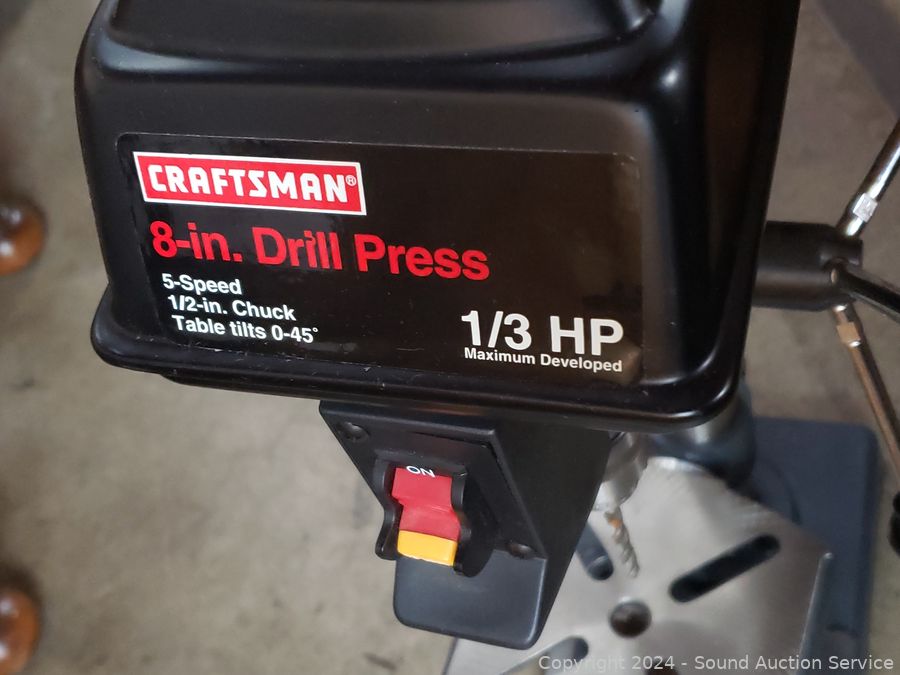 CRAFTSMAN®
8-in. Drill Press
5-Speed
1/2-in. Chuck
Table tilts 0-45°
1/3 HP
Maximum Developed
ON
Copyright © 2024 - Sound Auction Service